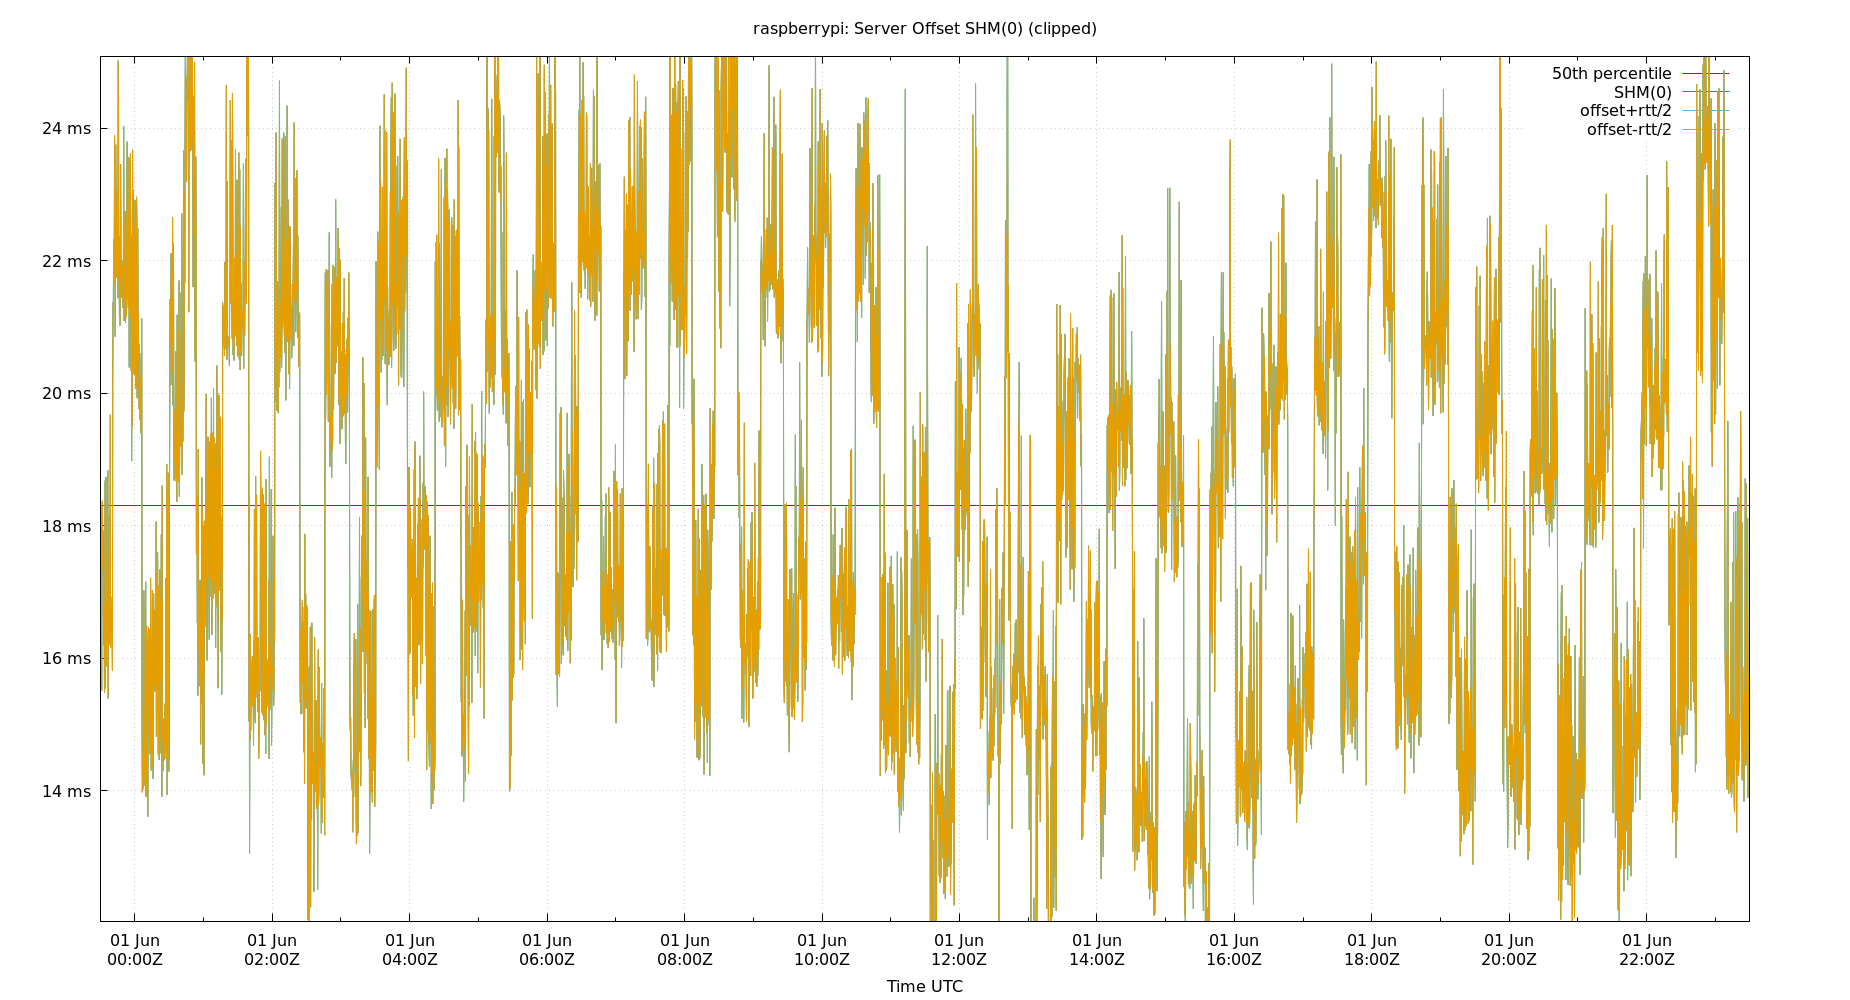 raspberrypi: Server Offset SHM(0) (clipped)
50th percentile
SHM(0)
offset+rtt/2
offset-rtt/2
24 ms
22 ms
20 ms
18 ms
16 ms
14 ms
01 Jun 01 Jun 01 Jun 01 Jun 01 Jun 01 Jun 01 Jun 01 Jun 01 Jun 01 Jun 01 Jun 01 Jun
00:00Z 02:00Z 04:00Z 06:00Z 08:00Z 10:00Z 12:00Z 14:00Z 16:00Z 18:00Z 20:00Z 22:00Z
Time UTC